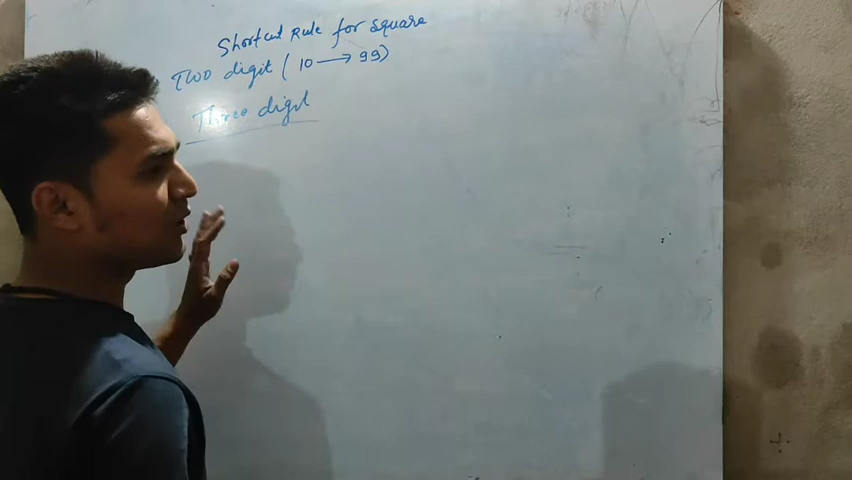 Shortcut Rule for square
Two digit ( 10 → 99)
Three digit